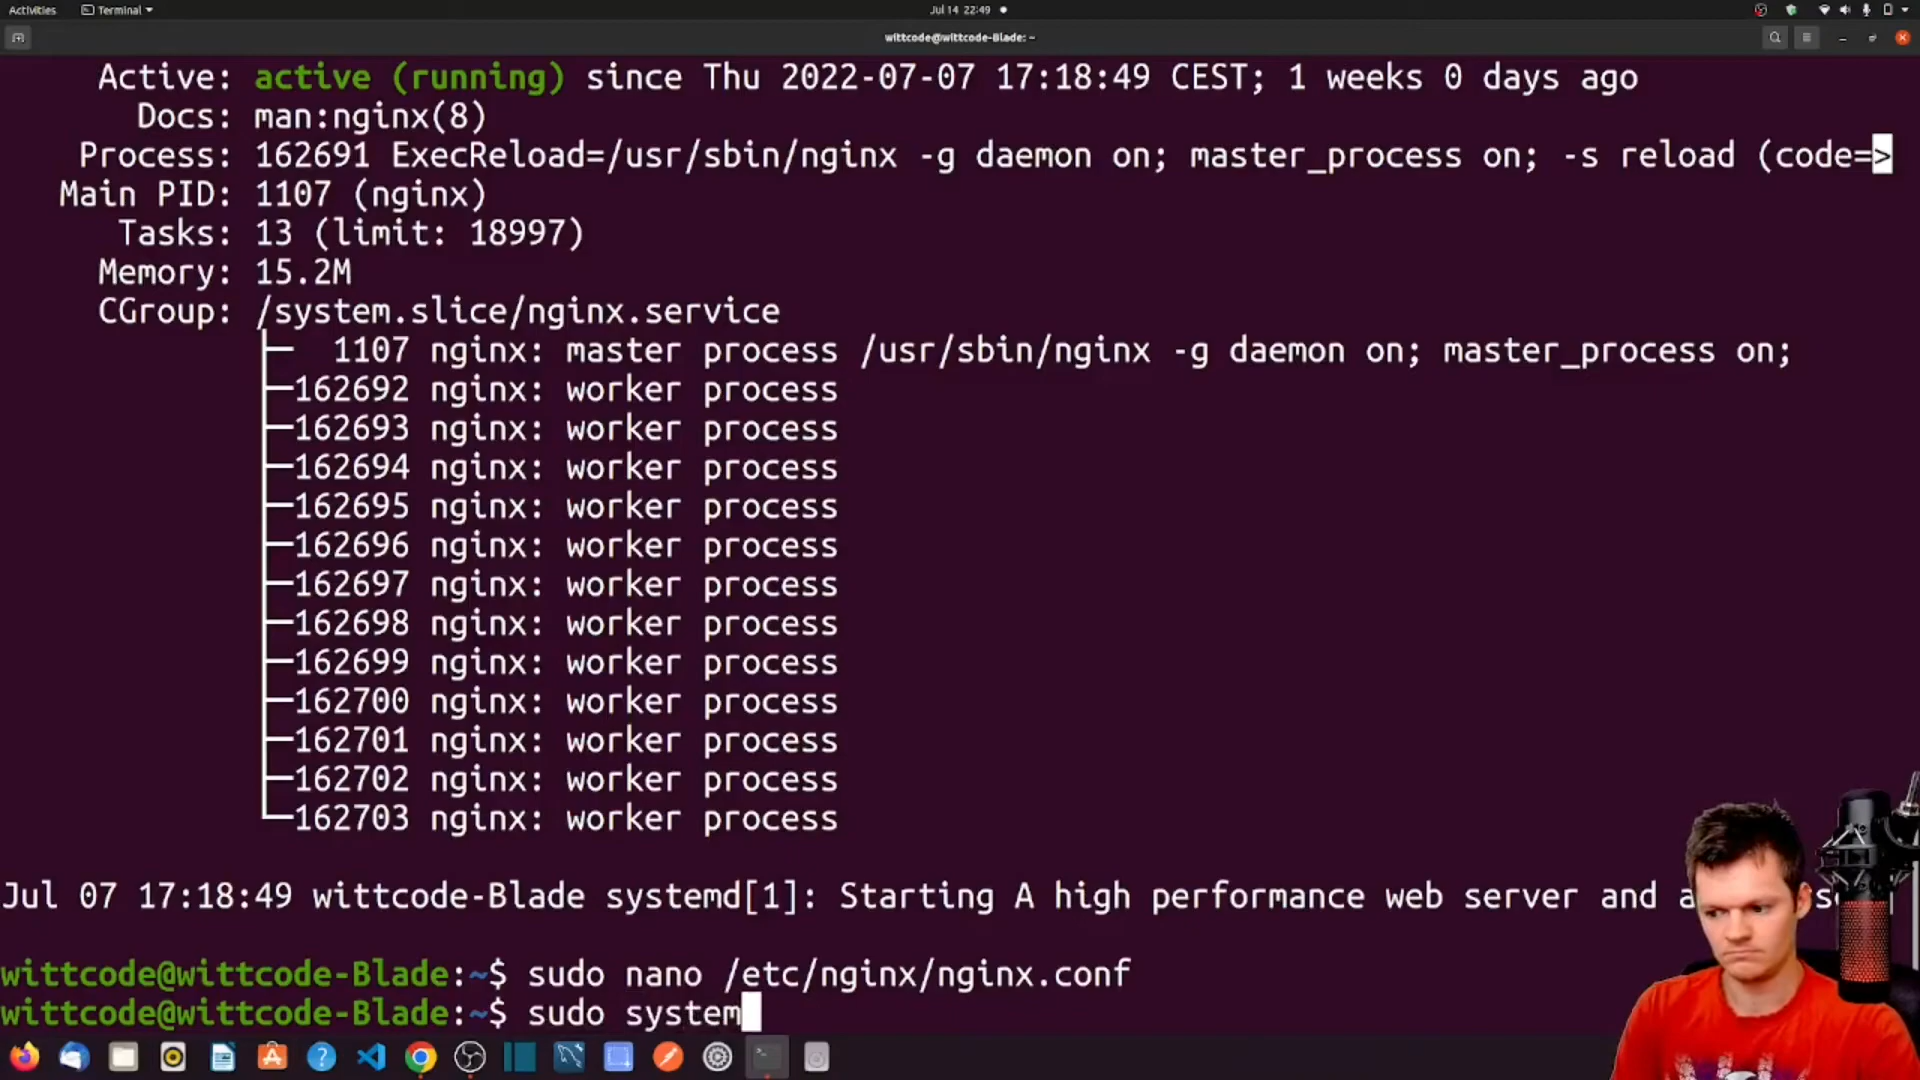 Activities Terminal Jul 14 22:49
wittcode@wittcode-Blade: ~
Active: active (running) since Thu 2022-07-07 17:18:49 CEST; 1 weeks 0 days ago
Docs: man:nginx(8)
Process: 162691 ExecReload=/usr/sbin/nginx -g daemon on; master_process on; -s reload (code=>
Main PID: 1107 (nginx)
Tasks: 13 (limit: 18997)
Memory: 15.2M
CGroup: /system.slice/nginx.service
├─  1107 nginx: master process /usr/sbin/nginx -g daemon on; master_process on;
├─162692 nginx: worker process
├─162693 nginx: worker process
├─162694 nginx: worker process
├─162695 nginx: worker process
├─162696 nginx: worker process
├─162697 nginx: worker process
├─162698 nginx: worker process
├─162699 nginx: worker process
├─162700 nginx: worker process
├─162701 nginx: worker process
├─162702 nginx: worker process
└─162703 nginx: worker process
Jul 07 17:18:49 wittcode-Blade systemd[1]: Starting A high performance web server and
wittcode@wittcode-Blade:~$ sudo nano /etc/nginx/nginx.conf
wittcode@wittcode-Blade:~$ sudo system